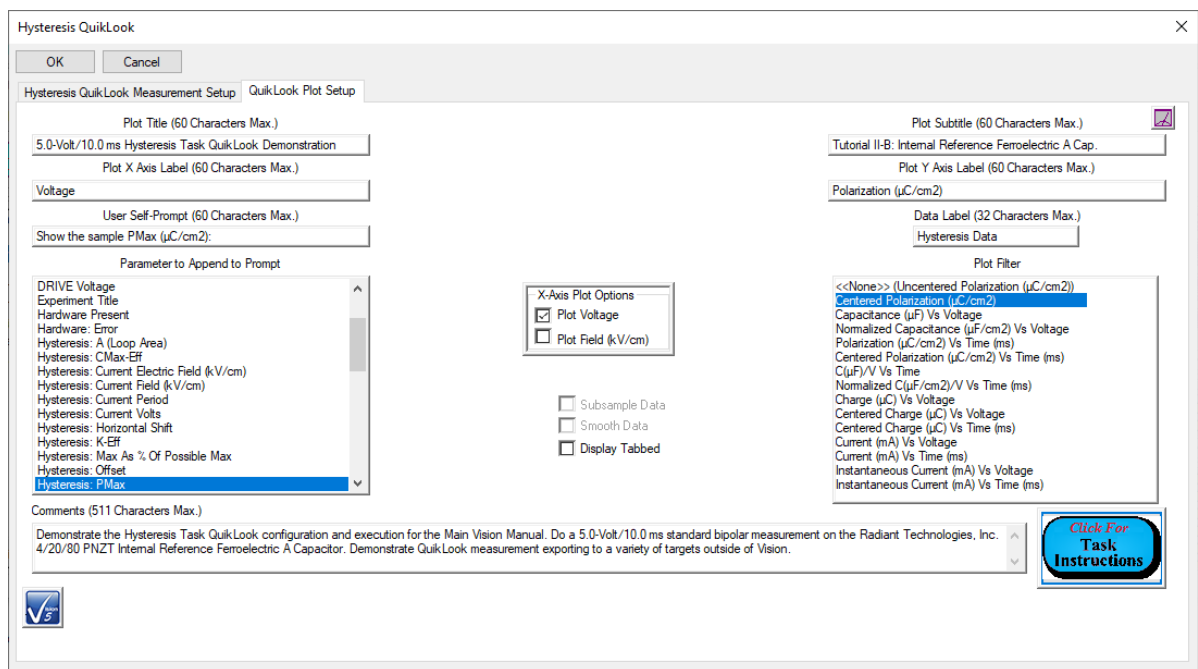 Hysteresis QuikLook
OK
Cancel
Hysteresis QuikLook Measurement Setup
QuikLook Plot Setup
Plot Title (60 Characters Max.)
5.0-Volt/10.0 ms Hysteresis Task QuikLook Demonstration
Plot Subtitle (60 Characters Max.)
Tutorial II-B: Internal Reference Ferroelectric A Cap.
Plot X Axis Label (60 Characters Max.)
Voltage
Plot Y Axis Label (60 Characters Max.)
Polarization (µC/cm2)
User Self-Prompt (60 Characters Max.)
Show the sample PMax (µC/cm2):
Data Label (32 Characters Max.)
Hysteresis Data
Parameter to Append to Prompt
DRIVE Voltage
Experiment Title
Hardware Present
Hardware: Error
Hysteresis: A (Loop Area)
Hysteresis: CMax-Eff
Hysteresis: Current Electric Field (kV/cm)
Hysteresis: Current Field (kV/cm)
Hysteresis: Current Period
Hysteresis: Current Volts
Hysteresis: Horizontal Shift
Hysteresis: K-Eff
Hysteresis: Max As % Of Possible Max
Hysteresis: Offset
Hysteresis: PMax
X-Axis Plot Options
Plot Voltage
Plot Field (kV/cm)
Subsample Data
Smooth Data
Display Tabbed
Plot Filter
<<None>> (Uncentered Polarization (µC/cm2))
Centered Polarization (µC/cm2)
Capacitance (µF) Vs Voltage
Normalized Capacitance (µF/cm2) Vs Voltage
Polarization (µC/cm2) Vs Time (ms)
Centered Polarization (µC/cm2) Vs Time (ms)
C(µF)/V Vs Time
Normalized C(µF/cm2)/V Vs Time (ms)
Charge (µC) Vs Voltage
Centered Charge (µC) Vs Voltage
Centered Charge (µC) Vs Time (ms)
Current (mA) Vs Voltage
Current (mA) Vs Time (ms)
Instantaneous Current (mA) Vs Voltage
Instantaneous Current (mA) Vs Time (ms)
Comments (511 Characters Max.)
Demonstrate the Hysteresis Task QuikLook configuration and execution for the Main Vision Manual. Do a 5.0-Volt/10.0 ms standard bipolar measurement on the Radiant Technologies, Inc.
4/20/80 PNZT Internal Reference Ferroelectric A Capacitor. Demonstrate QuikLook measurement exporting to a variety of targets outside of Vision.
Click For
Task
Instructions